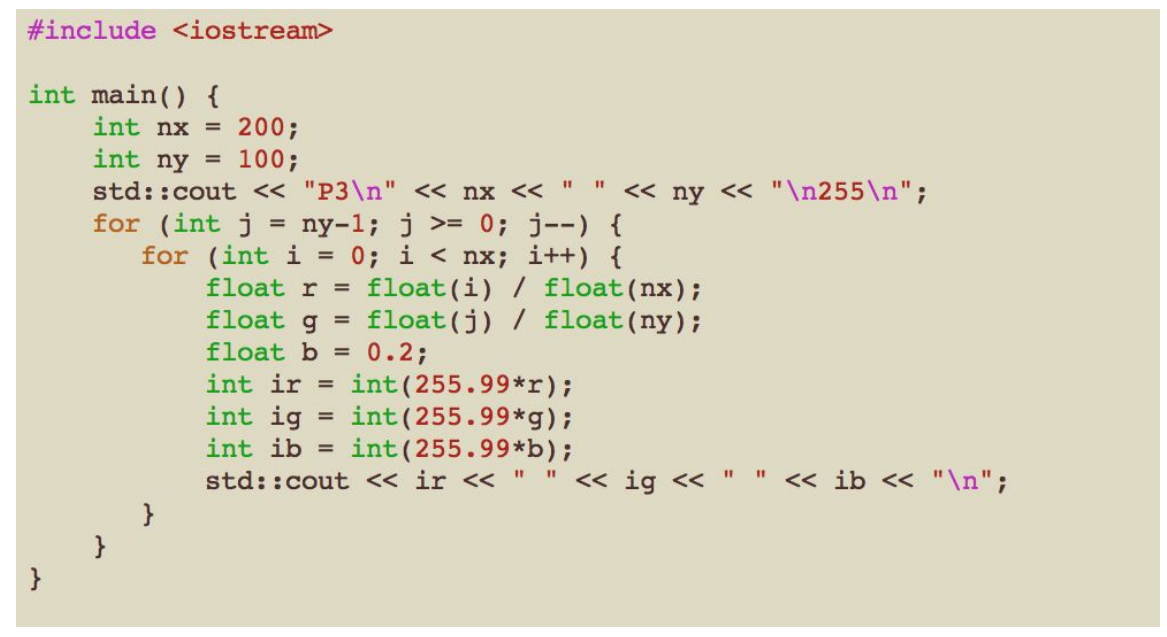 #include <iostream>

int main() {
    int nx = 200;
    int ny = 100;
    std::cout << "P3\n" << nx << " " << ny << "\n255\n";
    for (int j = ny-1; j >= 0; j--) {
       for (int i = 0; i < nx; i++) {
           float r = float(i) / float(nx);
           float g = float(j) / float(ny);
           float b = 0.2;
           int ir = int(255.99*r);
           int ig = int(255.99*g);
           int ib = int(255.99*b);
           std::cout << ir << " " << ig << " " << ib << "\n";
       }
    }
}